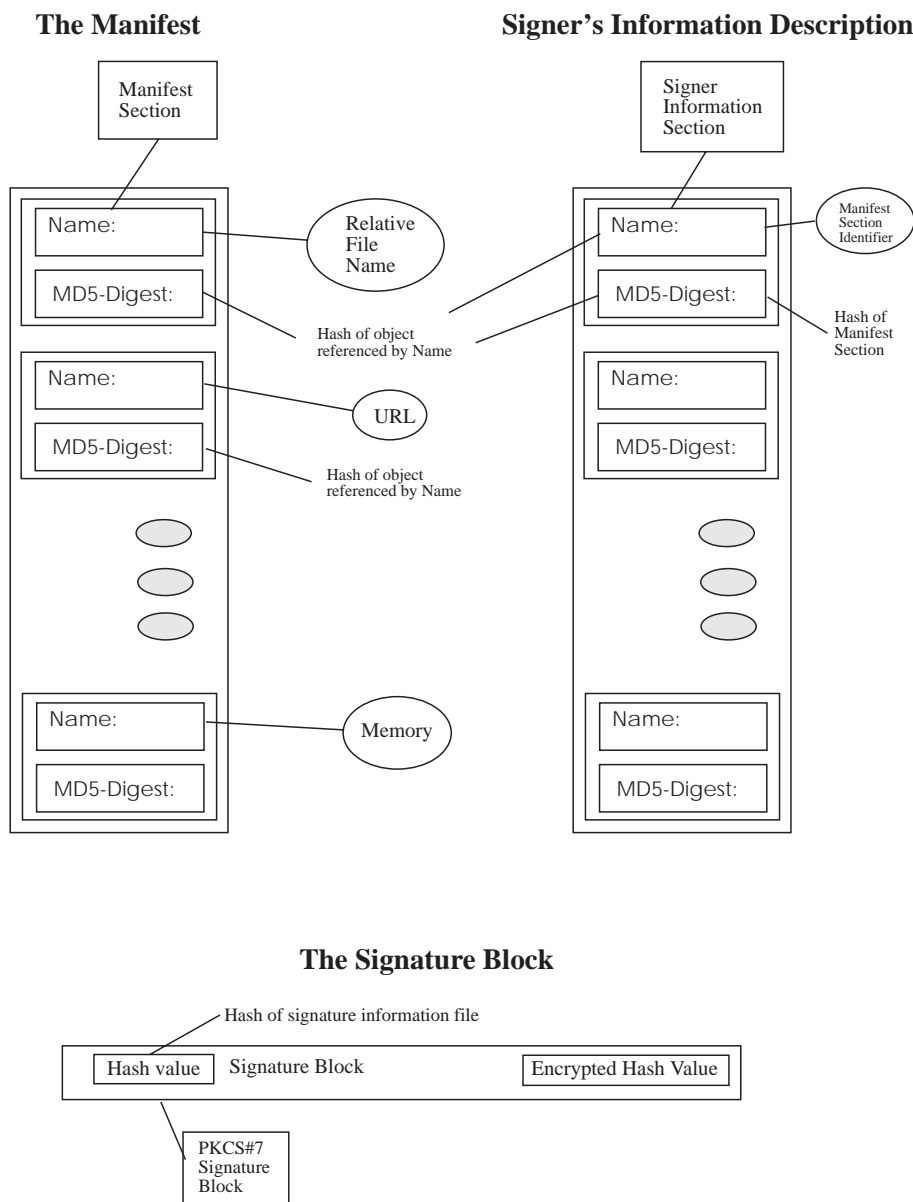 The Manifest
Signer's Information Description
Manifest
Section
Signer
Information
Section
Name:
Relative
File
Name
MD5-Digest:
Hash of object
referenced by Name
Name:
Manifest
Section
Identifier
MD5-Digest:
Hash of
Manifest
Section
Name:
URL
MD5-Digest:
Hash of object
referenced by Name
Name:
MD5-Digest:
Name:
Memory
MD5-Digest:
Name:
MD5-Digest:
The Signature Block
Hash of signature information file
Hash value
Signature Block
Encrypted Hash Value
PKCS#7
Signature
Block